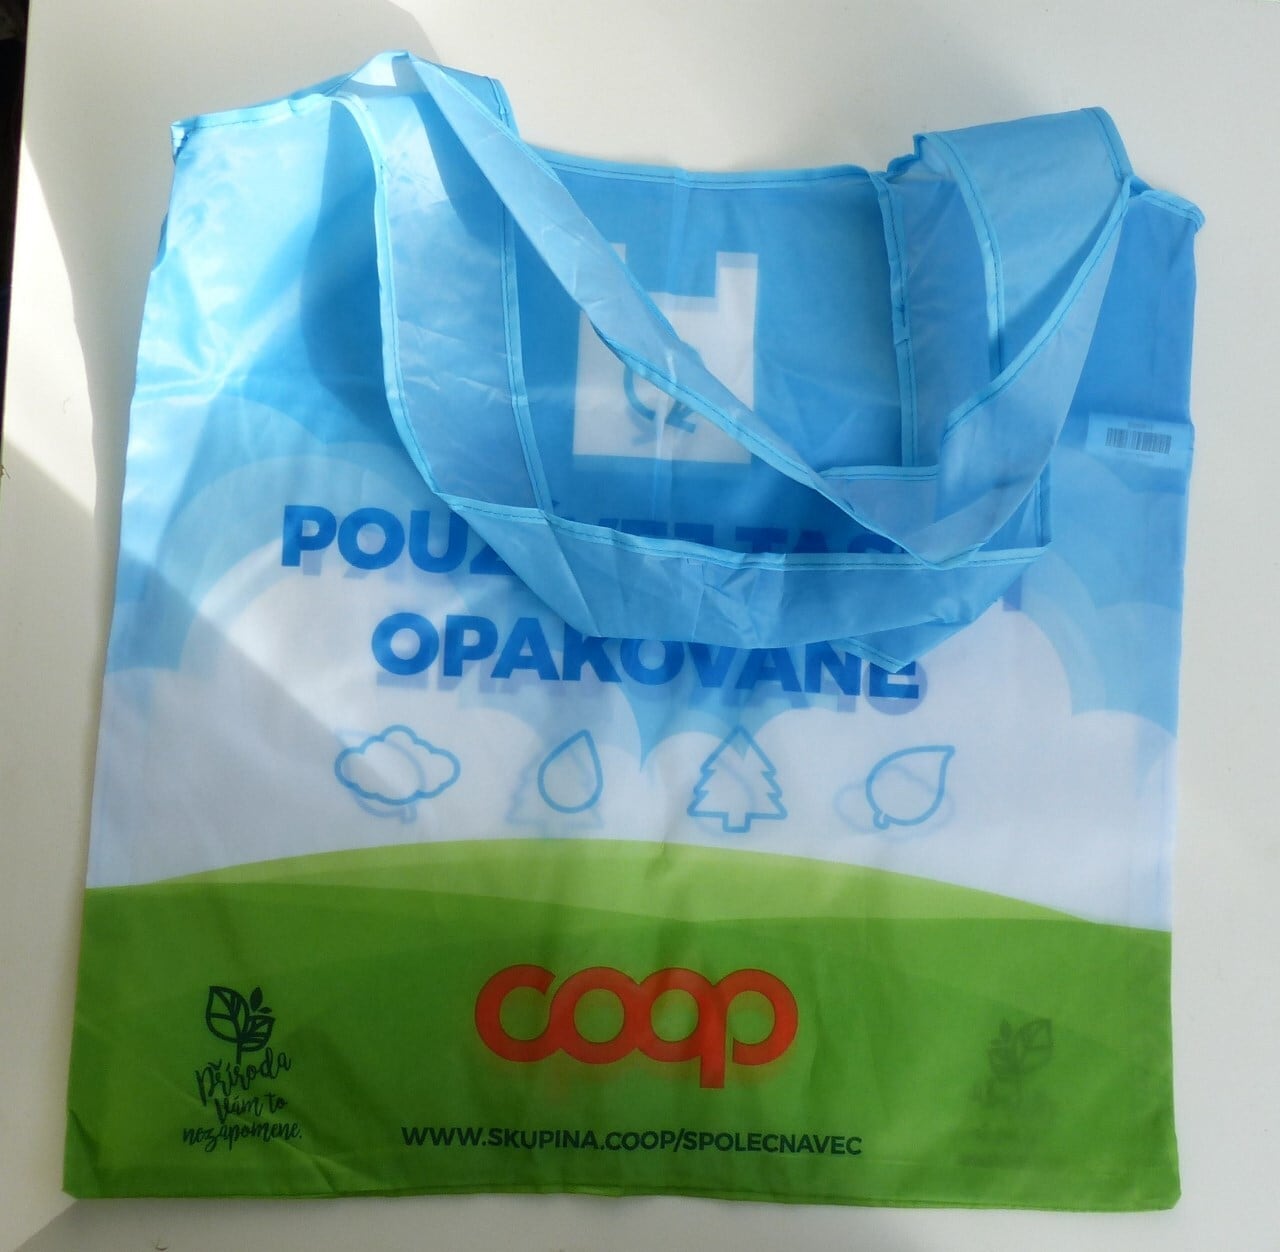 OPAKOVANĚ
coop
Příroda
Vám to
nezapomene.
WWW.SKUPINA.COOP/SPOLECNAVEC